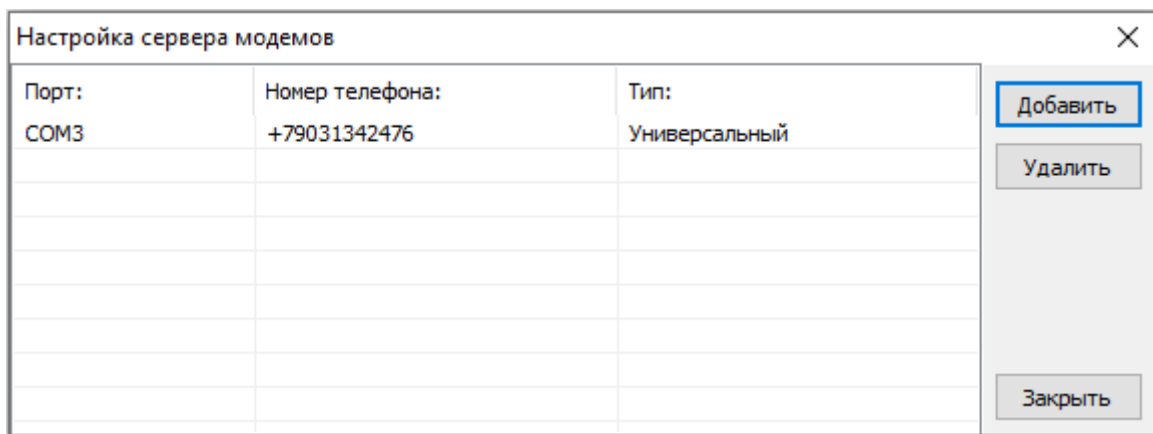 Настройка сервера модемов
Порт: Номер телефона: Тип:
COM3 +79031342476 Универсальный
Добавить
Удалить
Закрыть